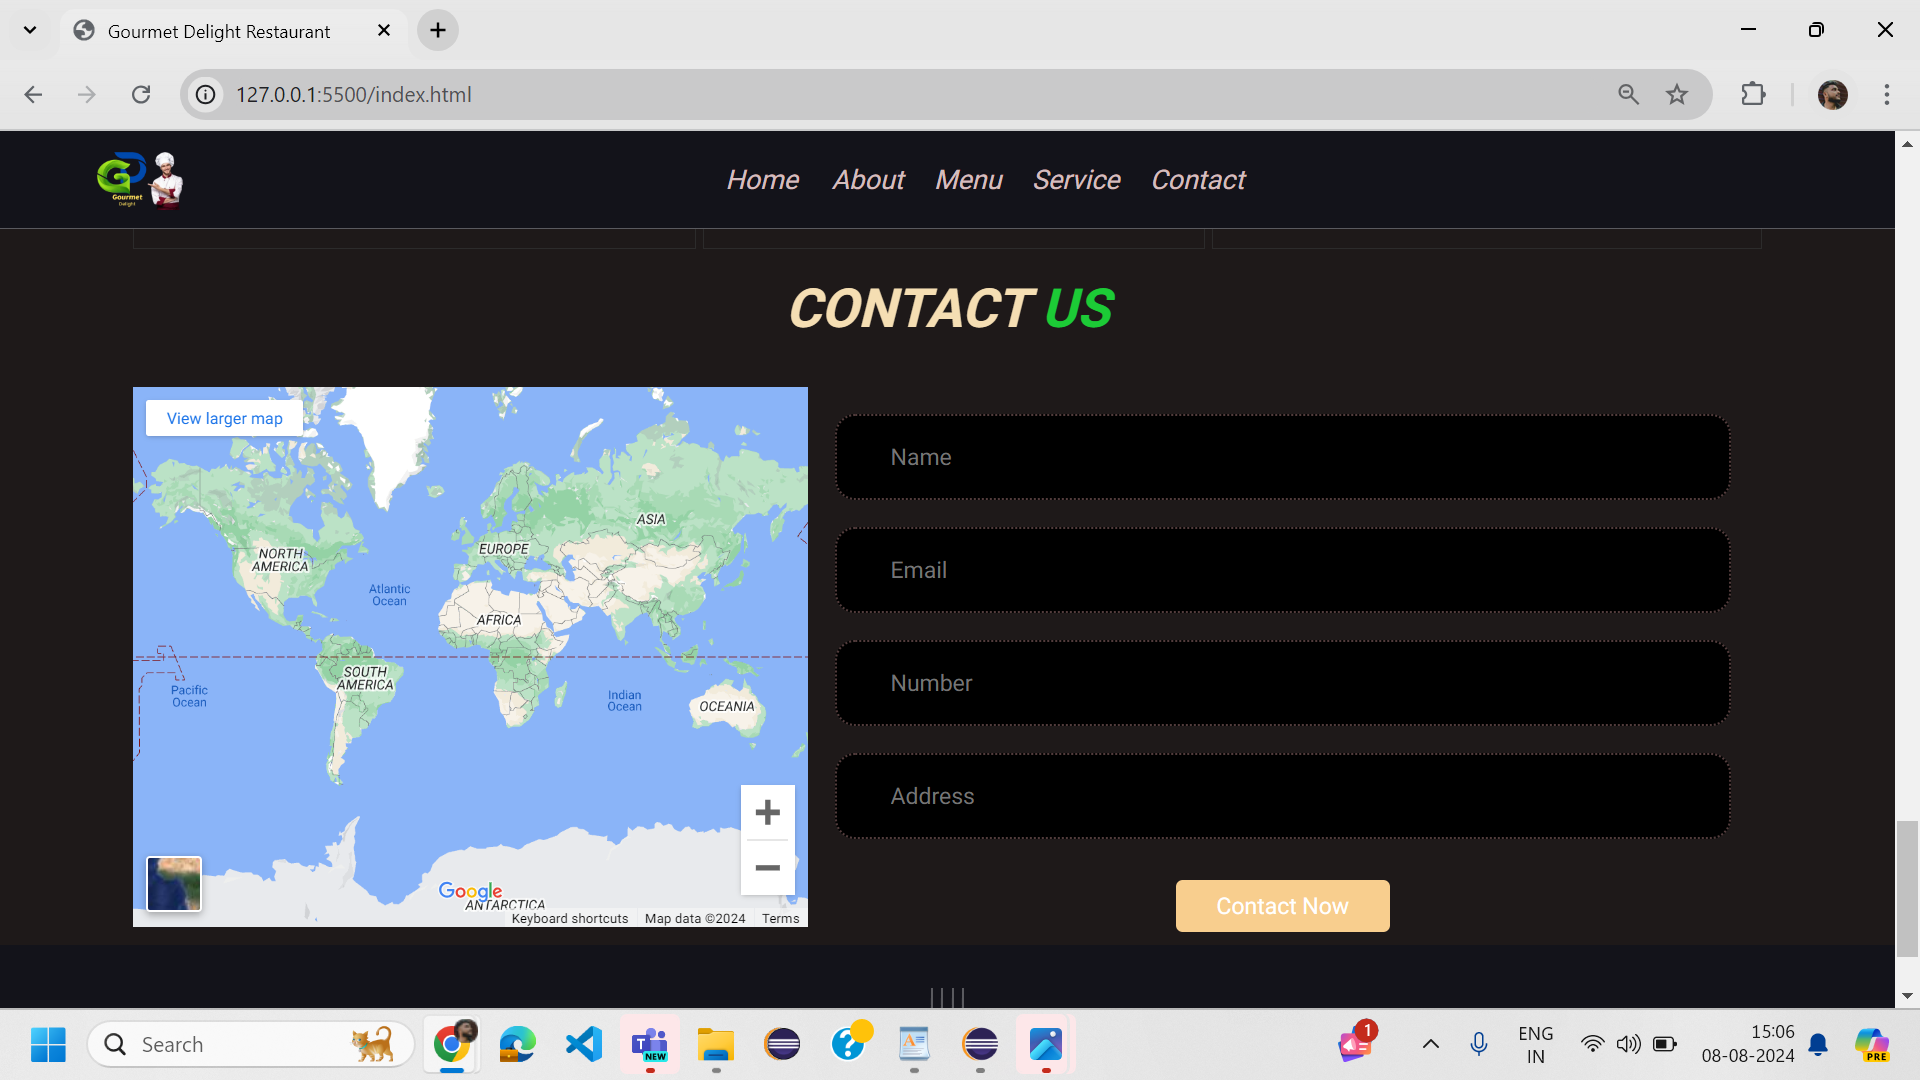 Gourmet Delight Restaurant
127.0.0.1:5500/index.html
Gourmet
Delight
Home About Menu Service Contact
CONTACT US
View larger map
NORTH
AMERICA
ASIA
EUROPE
Atlantic
Ocean
AFRICA
SOUTH
AMERICA
Pacific
Ocean
Indian
Ocean
OCEANIA
Google
ANTARCTICA
Keyboard shortcuts Map data ©2024 Terms
Name
Email
Number
Address
Contact Now
||||
Search
NEW
1
ENG
IN
15:06
08-08-2024
PRE